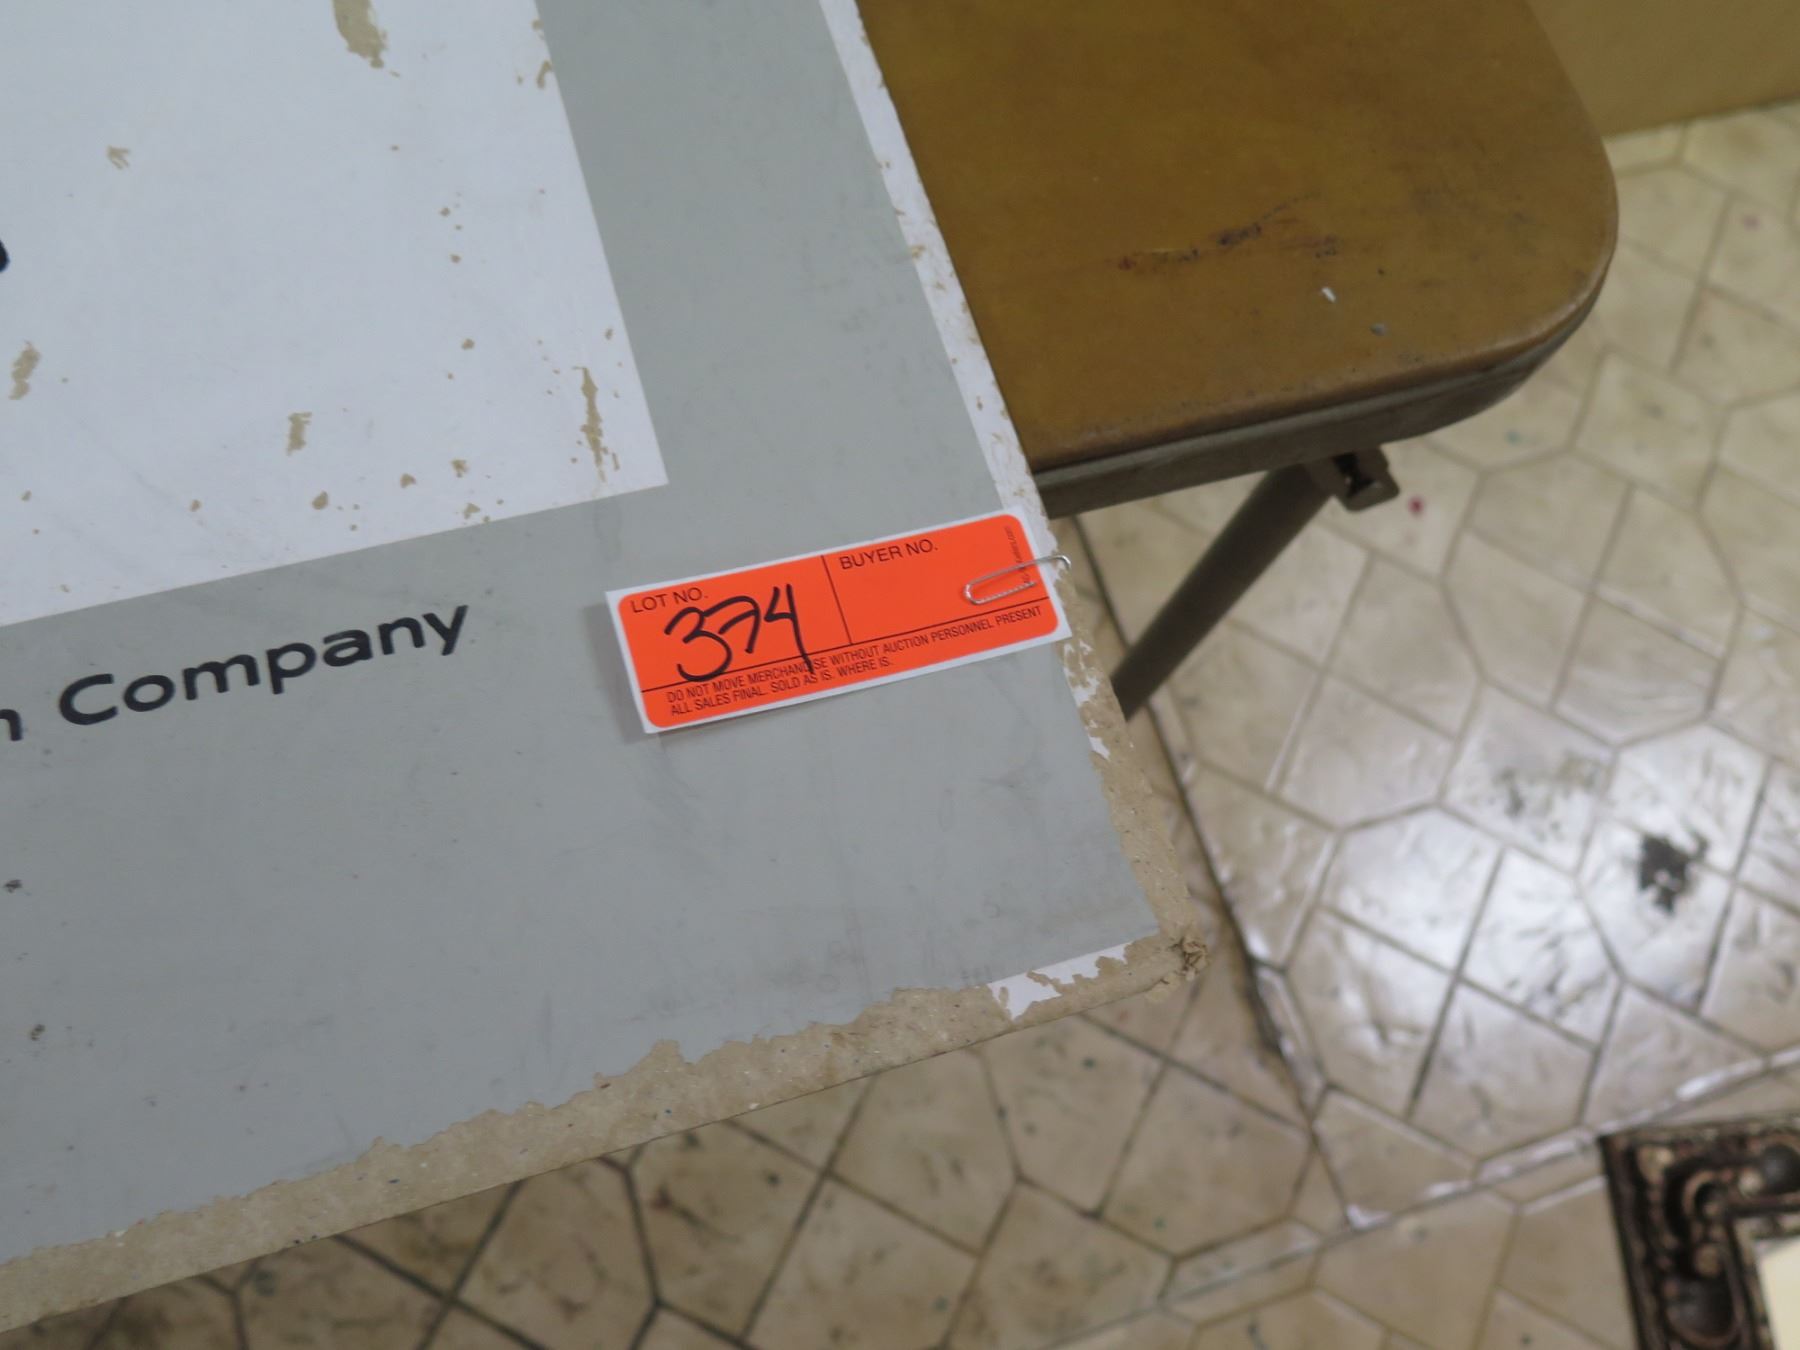 Company
LOT NO.
374
BUYER NO.
DO NOT MOVE MERCHANDISE WITHOUT AUCTION PERSONNEL PRESENT
ALL SALES FINAL. SOLD AS IS. WHERE IS.